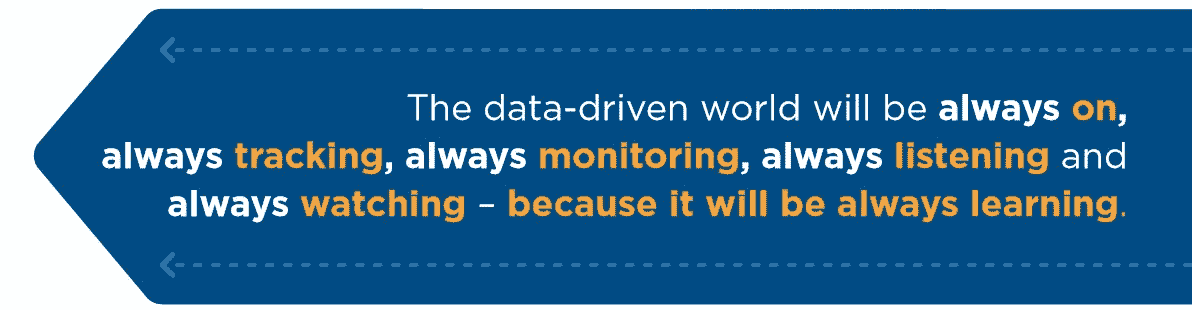 The data-driven world will be always on,
always tracking, always monitoring, always listening and
always watching – because it will be always learning.